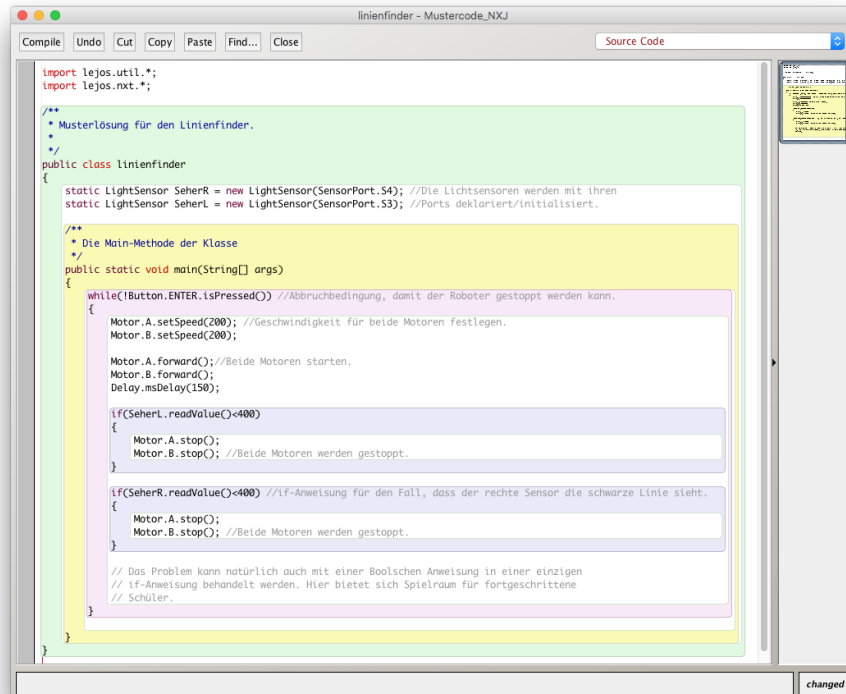 linienfinder - Mustercode_NXJ
Compile Undo Cut Copy Paste Find... Close Source Code
import lejos.util.*;
import lejos.nxt.*;
/**
 * Musterlösung für den Linienfinder.
 *
 */
public class linienfinder
{
    static LightSensor SeherR = new LightSensor(SensorPort.S4); //Die Lichtsensoren werden mit ihren
    static LightSensor SeherL = new LightSensor(SensorPort.S3); //Ports deklariert/initialisiert.
    /**
     * Die Main-Methode der Klasse
     */
    public static void main(String[] args)
    {
        while(!Button.ENTER.isPressed()) //Abbruchbedingung, damit der Roboter gestoppt werden kann.
        {
            Motor.A.setSpeed(200); //Geschwindigkeit für beide Motoren festlegen.
            Motor.B.setSpeed(200);
            Motor.A.forward();//Beide Motoren starten.
            Motor.B.forward();
            Delay.msDelay(150);
            if(SeherL.readValue()<400)
            {
                Motor.A.stop();
                Motor.B.stop(); //Beide Motoren werden gestoppt.
            }
            if(SeherR.readValue()<400) //if-Anweisung für den Fall, dass der rechte Sensor die schwarze Linie sieht.
            {
                Motor.A.stop();
                Motor.B.stop(); //Beide Motoren werden gestoppt.
            }
            // Das Problem kann natürlich auch mit einer Boolschen Anweisung in einer einzigen
            // if-Anweisung behandelt werden. Hier bietet sich Spielraum für fortgeschrittene
            // Schüler.
        }
    }
}
changed